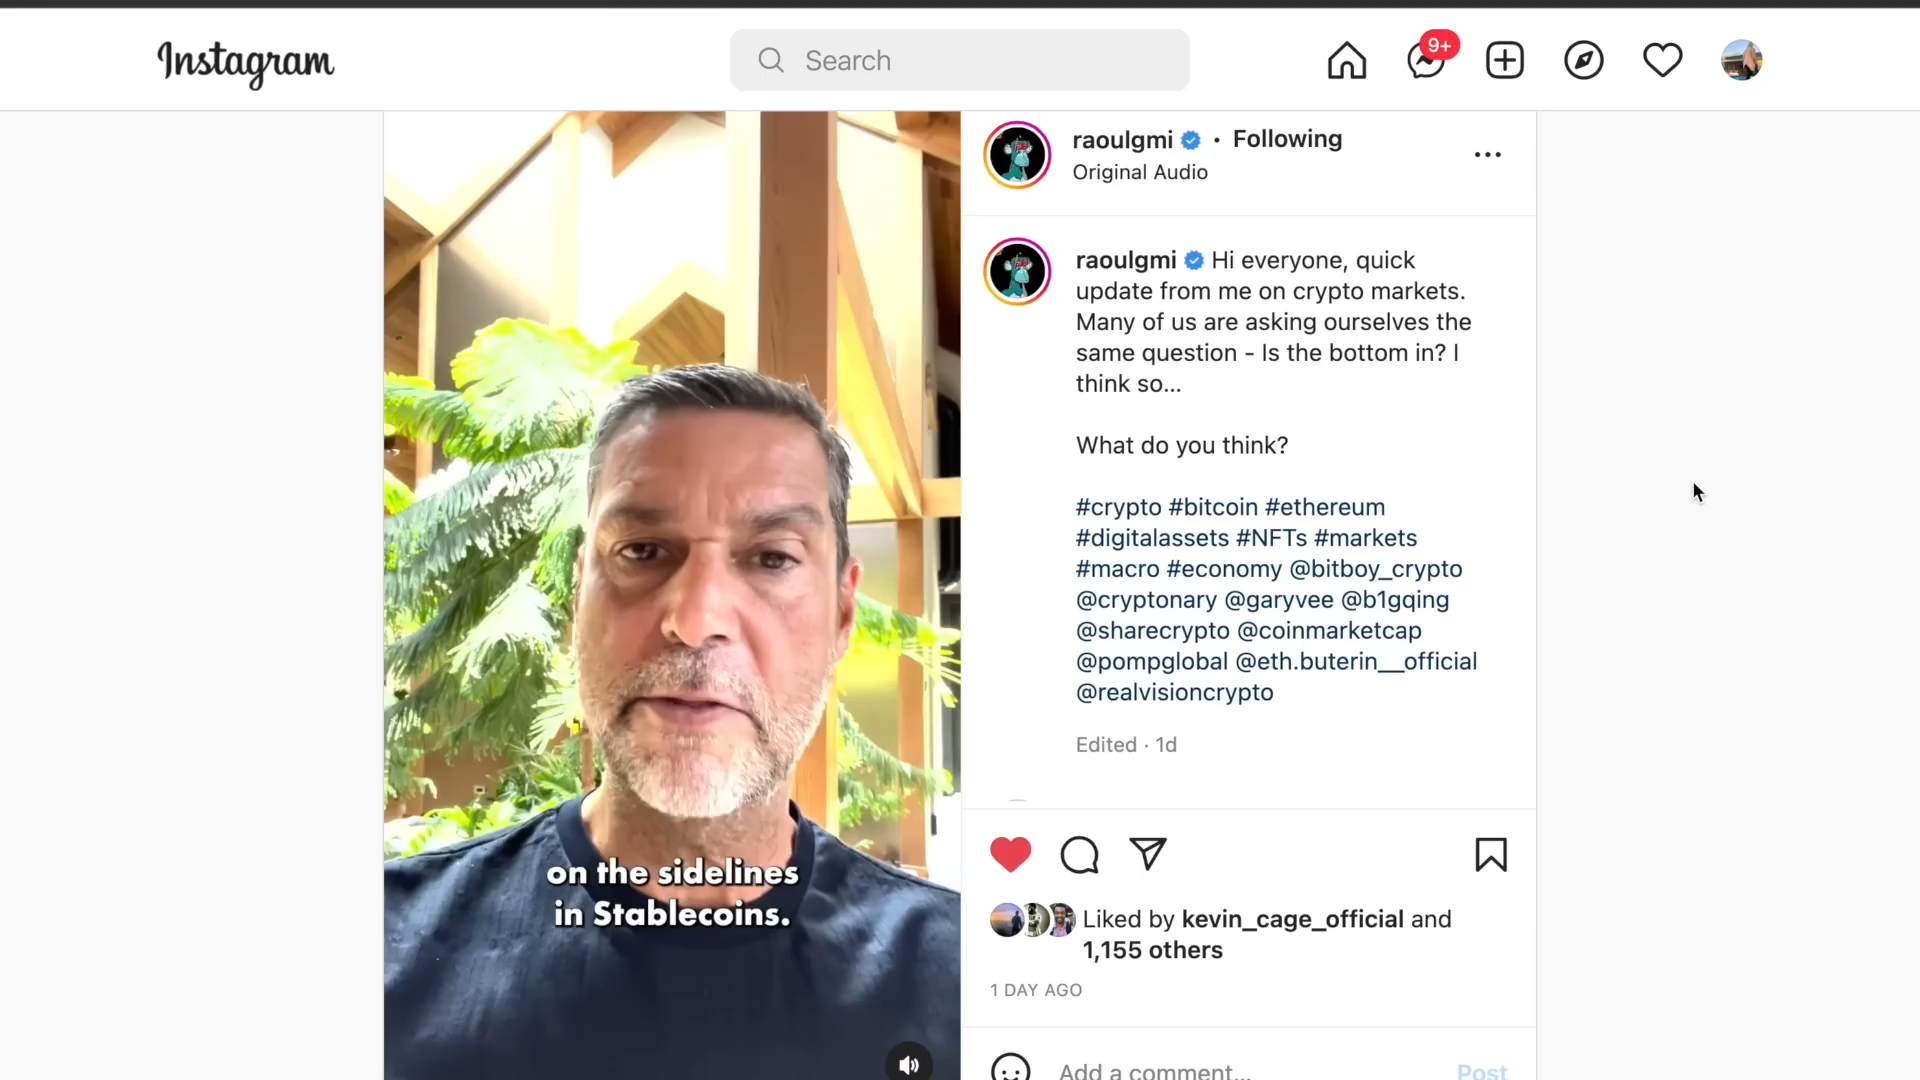 Instagram
Search
9+
raoulgmi • Following
Original Audio
raoulgmi Hi everyone, quick
update from me on crypto markets.
Many of us are asking ourselves the
same question - Is the bottom in? I
think so...
What do you think?
#crypto #bitcoin #ethereum
#digitalassets #NFTs #markets
#macro #economy @bitboy_crypto
@cryptonary @garyvee @b1gqing
@sharecrypto @coinmarketcap
@pompglobal @eth.buterin__official
@realvisioncrypto
Edited · 1d
on the sidelines
in Stablecoins.
Liked by kevin_cage_official and
1,155 others
1 DAY AGO
Add a comment...
Post